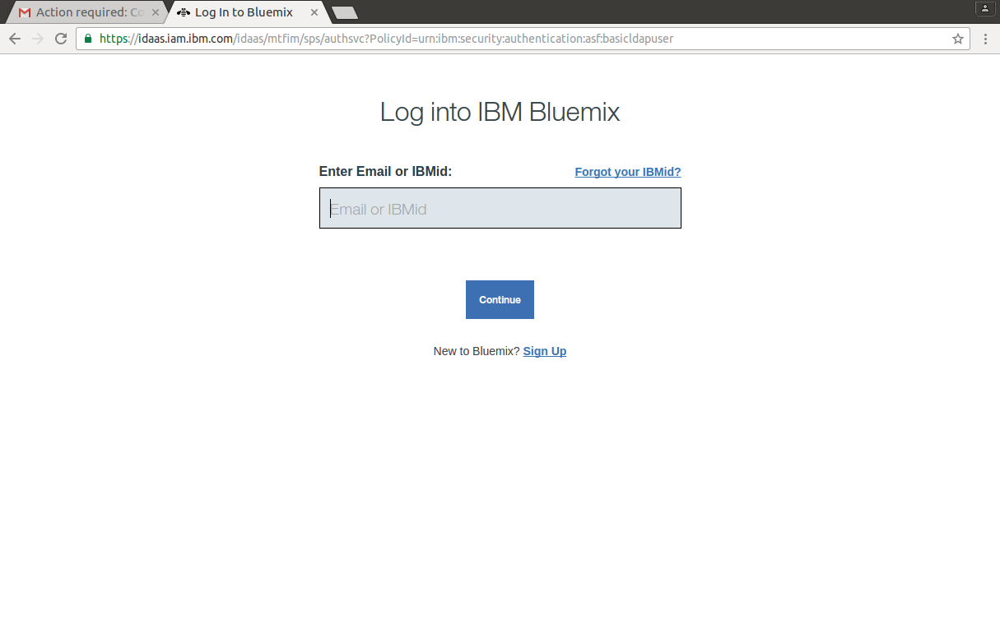 Action required: Co
Log In to Bluemix
https://idaas.iam.ibm.com/idaas/mtfim/sps/authsvc?PolicyId=urn:ibm:security:authentication:asf:basicldapuser
Log into IBM Bluemix
Enter Email or IBMid: Forgot your IBMid?
Email or IBMid
Continue
New to Bluemix? Sign Up